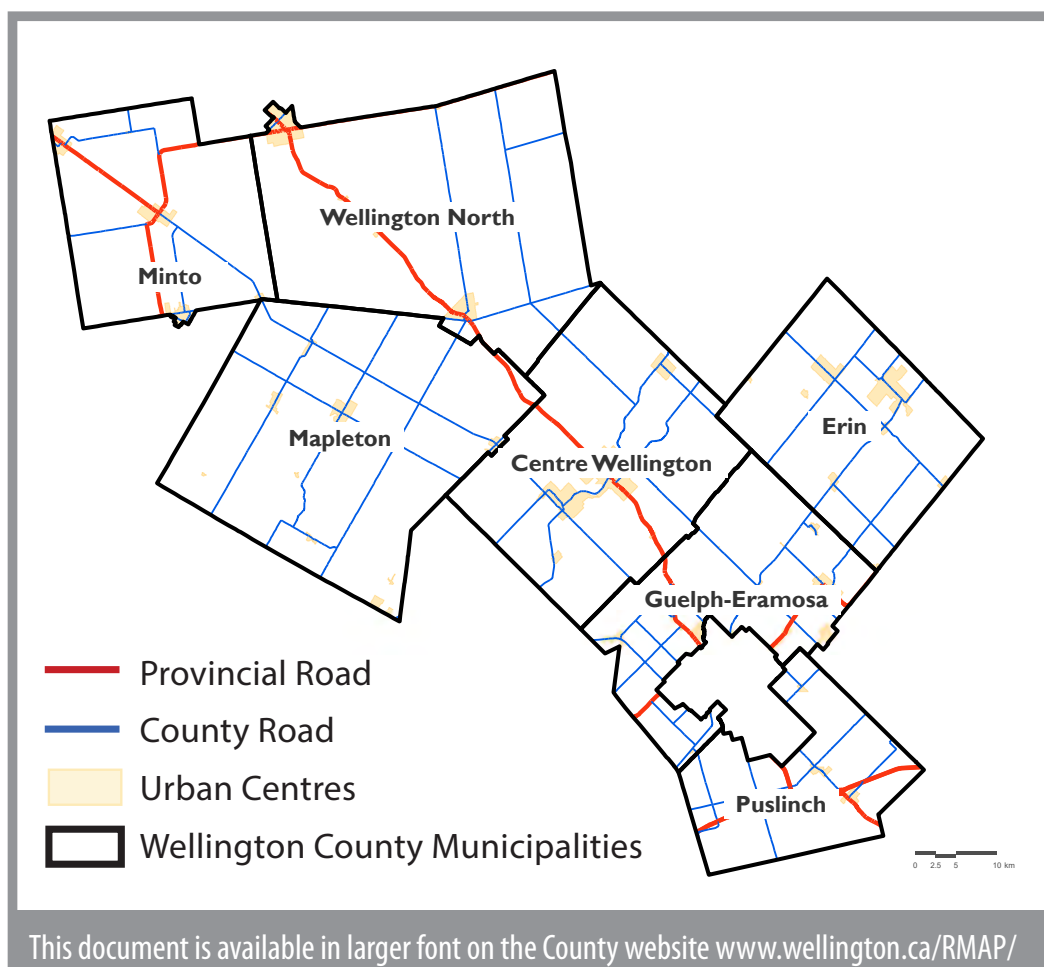 Wellington North
Minto
Mapleton
Erin
Centre Wellington
Guelph-Eramosa
Puslinch
Provincial Road
County Road
Urban Centres
Wellington County Municipalities
0 2.5 5 10 km
This document is available in larger font on the County website www.wellington.ca/RMAP/